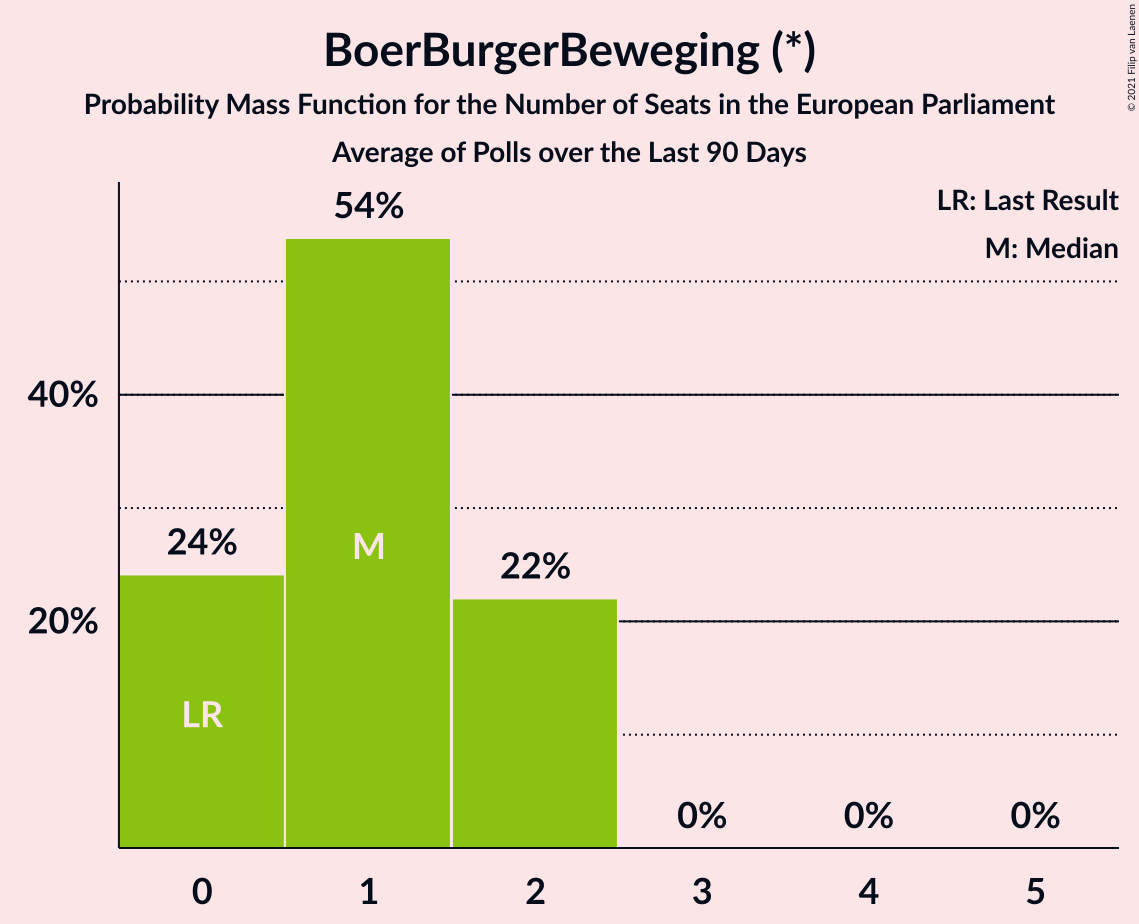 BoerBurgerBeweging (*)
Probability Mass Function for the Number of Seats in the European Parliament
Average of Polls over the Last 90 Days
© 2021 Filip van Laenen
LR: Last Result
M: Median
54%
40%
24%
M
22%
20%
LR
0%
0%
0%
0
1
2
3
4
5